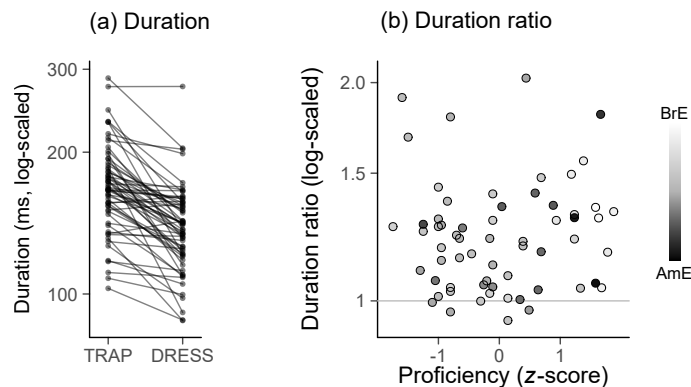 (a) Duration
(b) Duration ratio
Duration (ms, log-scaled)
300
200
100
TRAP
DRESS
Duration ratio (log-scaled)
2.0
1.5
1
-1
0
1
Proficiency (z-score)
BrE
AmE